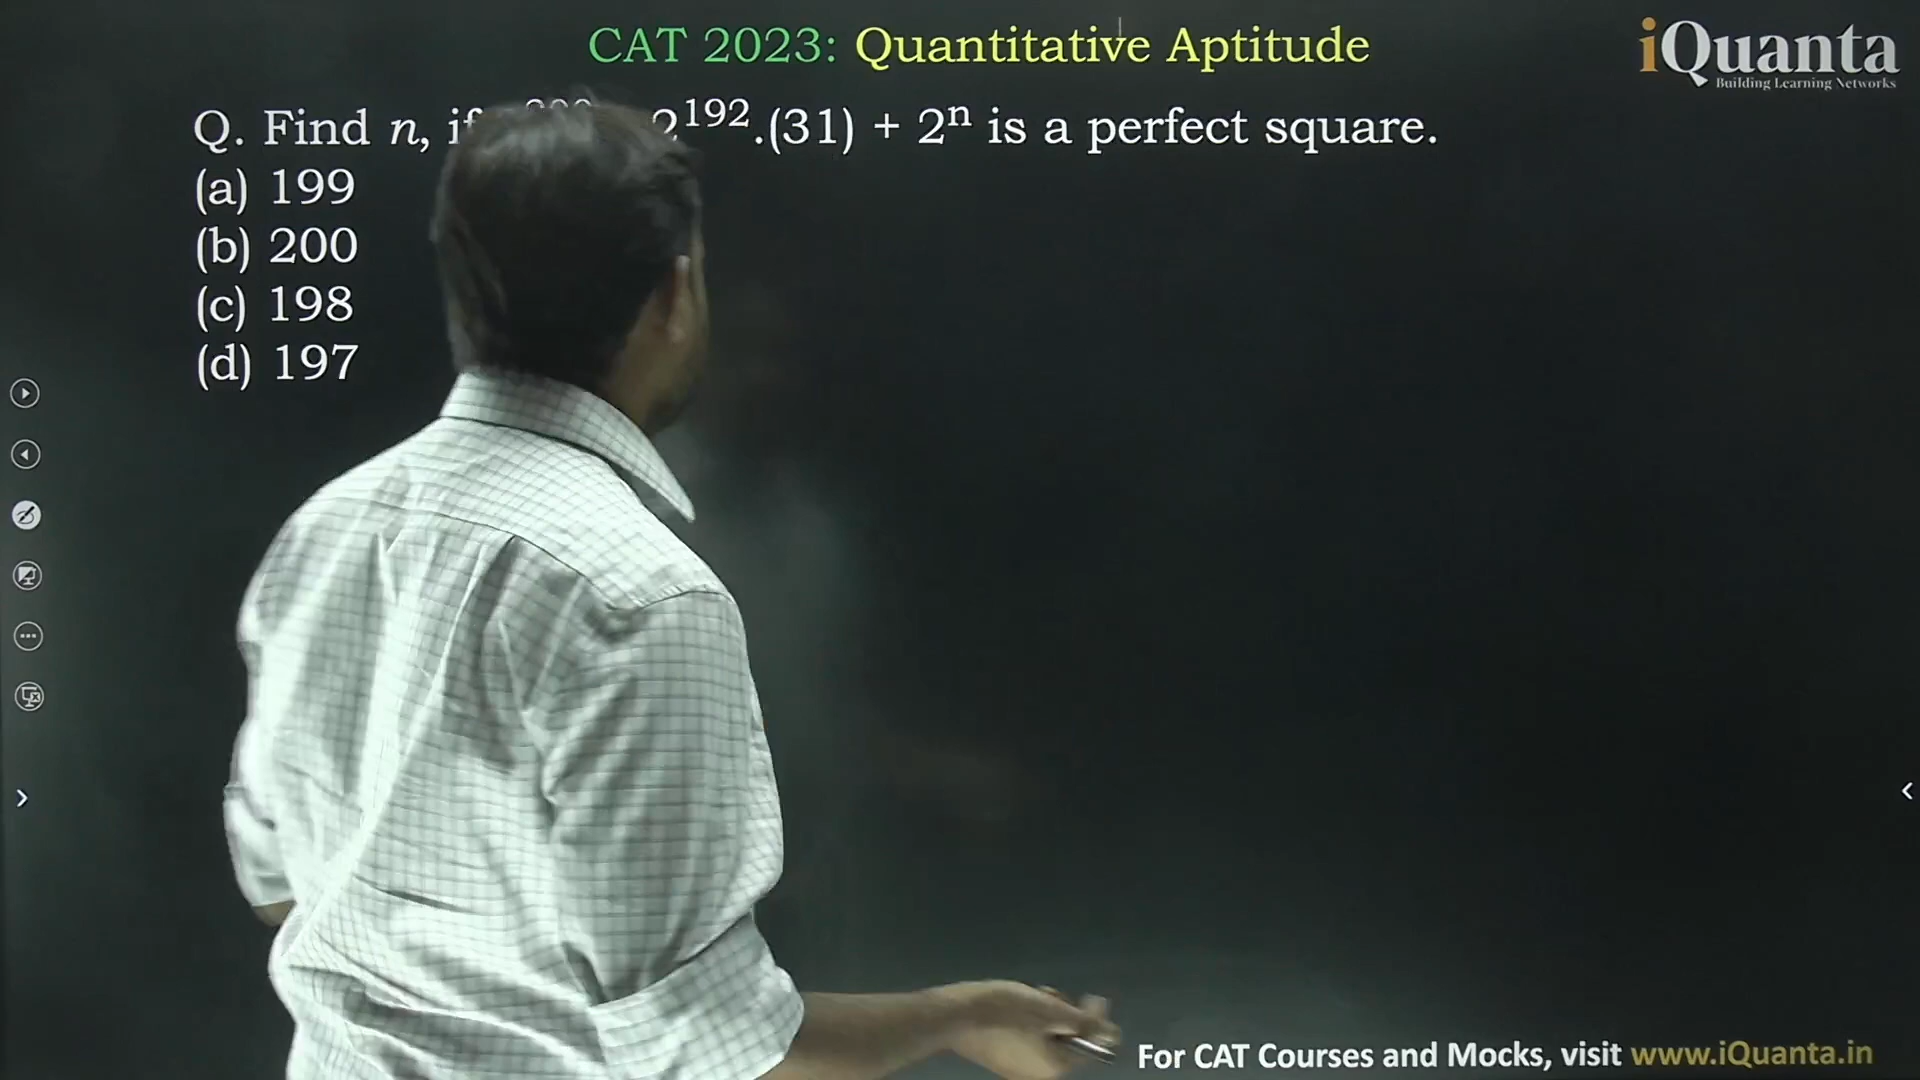 CAT 2023: Quantitative Aptitude
iQuanta
Building Learning Networks
Q. Find n, if 2¹⁹².(31) + 2ⁿ is a perfect square.
(a) 199
(b) 200
(c) 198
(d) 197
For CAT Courses and Mocks, visit www.iQuanta.in